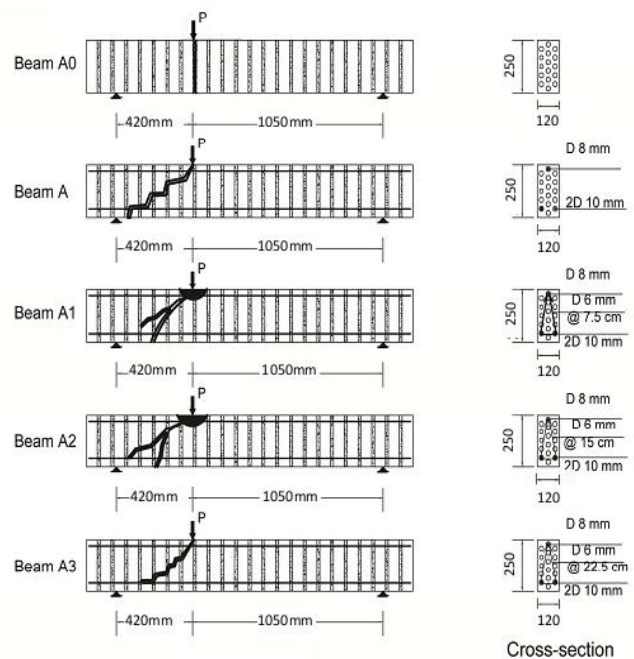 P
Beam A0
250
420mm
1050mm
120
P
D 8 mm
Beam A
250
2D 10 mm
420mm
1050mm
120
P
D 8 mm
D 6 mm
Beam A1
250
@ 7.5 cm
2D 10 mm
420mm
1050mm
120
P
D 8 mm
D 6 mm
Beam A2
250
@ 15 cm
2D 10 mm
420mm
1050mm
120
P
D 8 mm
D 6 mm
Beam A3
250
@ 22.5 cm
2D 10 mm
420mm
1050mm
120
Cross-section